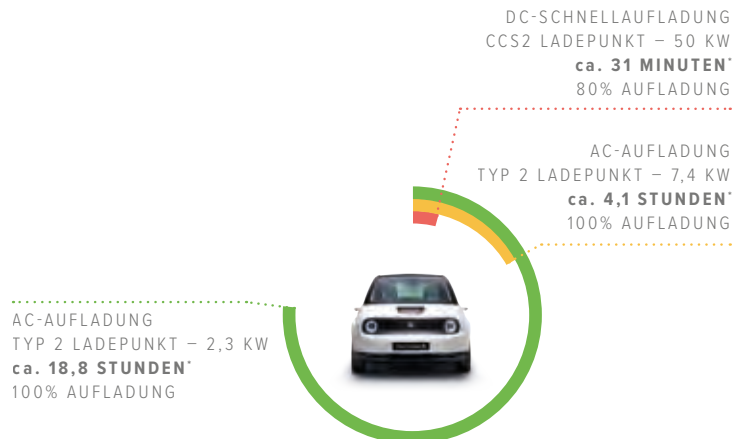 DC-SCHNELLAUFLADUNG
CCS2 LADEPUNKT – 50 KW
ca. 31 MINUTEN*
80% AUFLADUNG
AC-AUFLADUNG
TYP 2 LADEPUNKT – 7,4 KW
ca. 4,1 STUNDEN*
100% AUFLADUNG
AC-AUFLADUNG
TYP 2 LADEPUNKT – 2,3 KW
ca. 18,8 STUNDEN*
100% AUFLADUNG